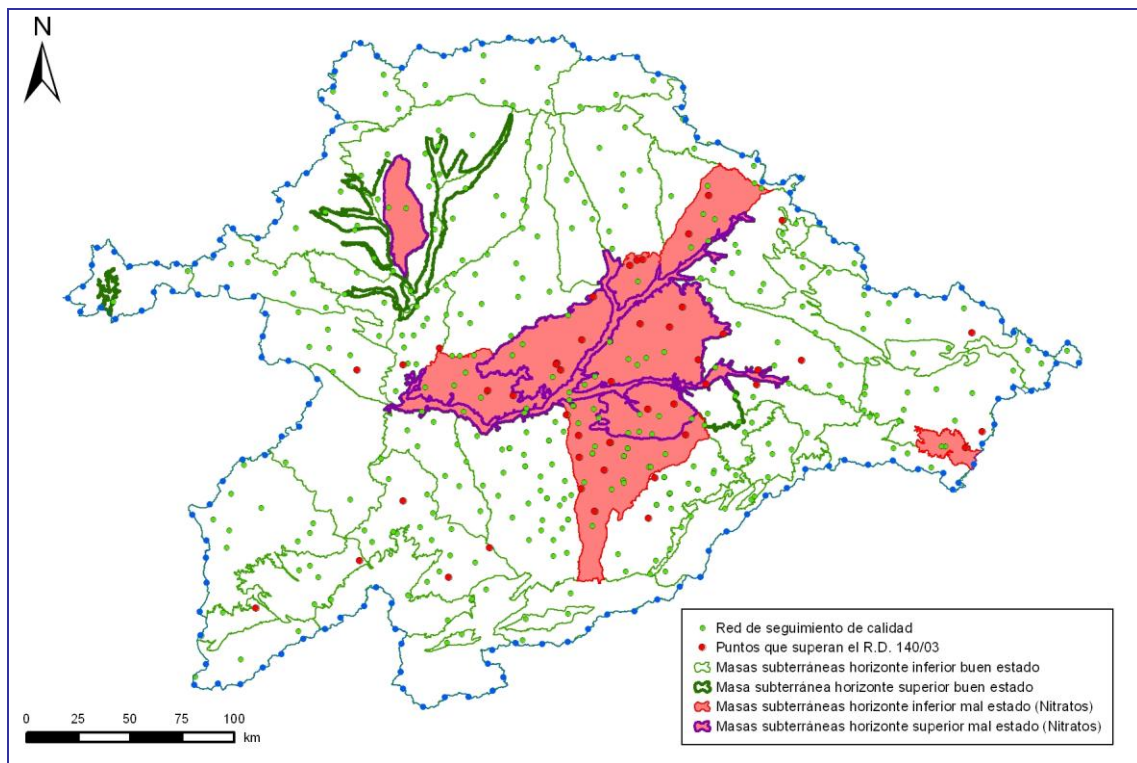 N
Red de seguimiento de calidad
Puntos que superan el R.D. 140/03
Masas subterráneas horizonte inferior buen estado
Masa subterránea horizonte superior buen estado
Masas subterráneas horizonte inferior mal estado (Nitratos)
Masas subterráneas horizonte superior mal estado (Nitratos)
0 25 50 75 100
km